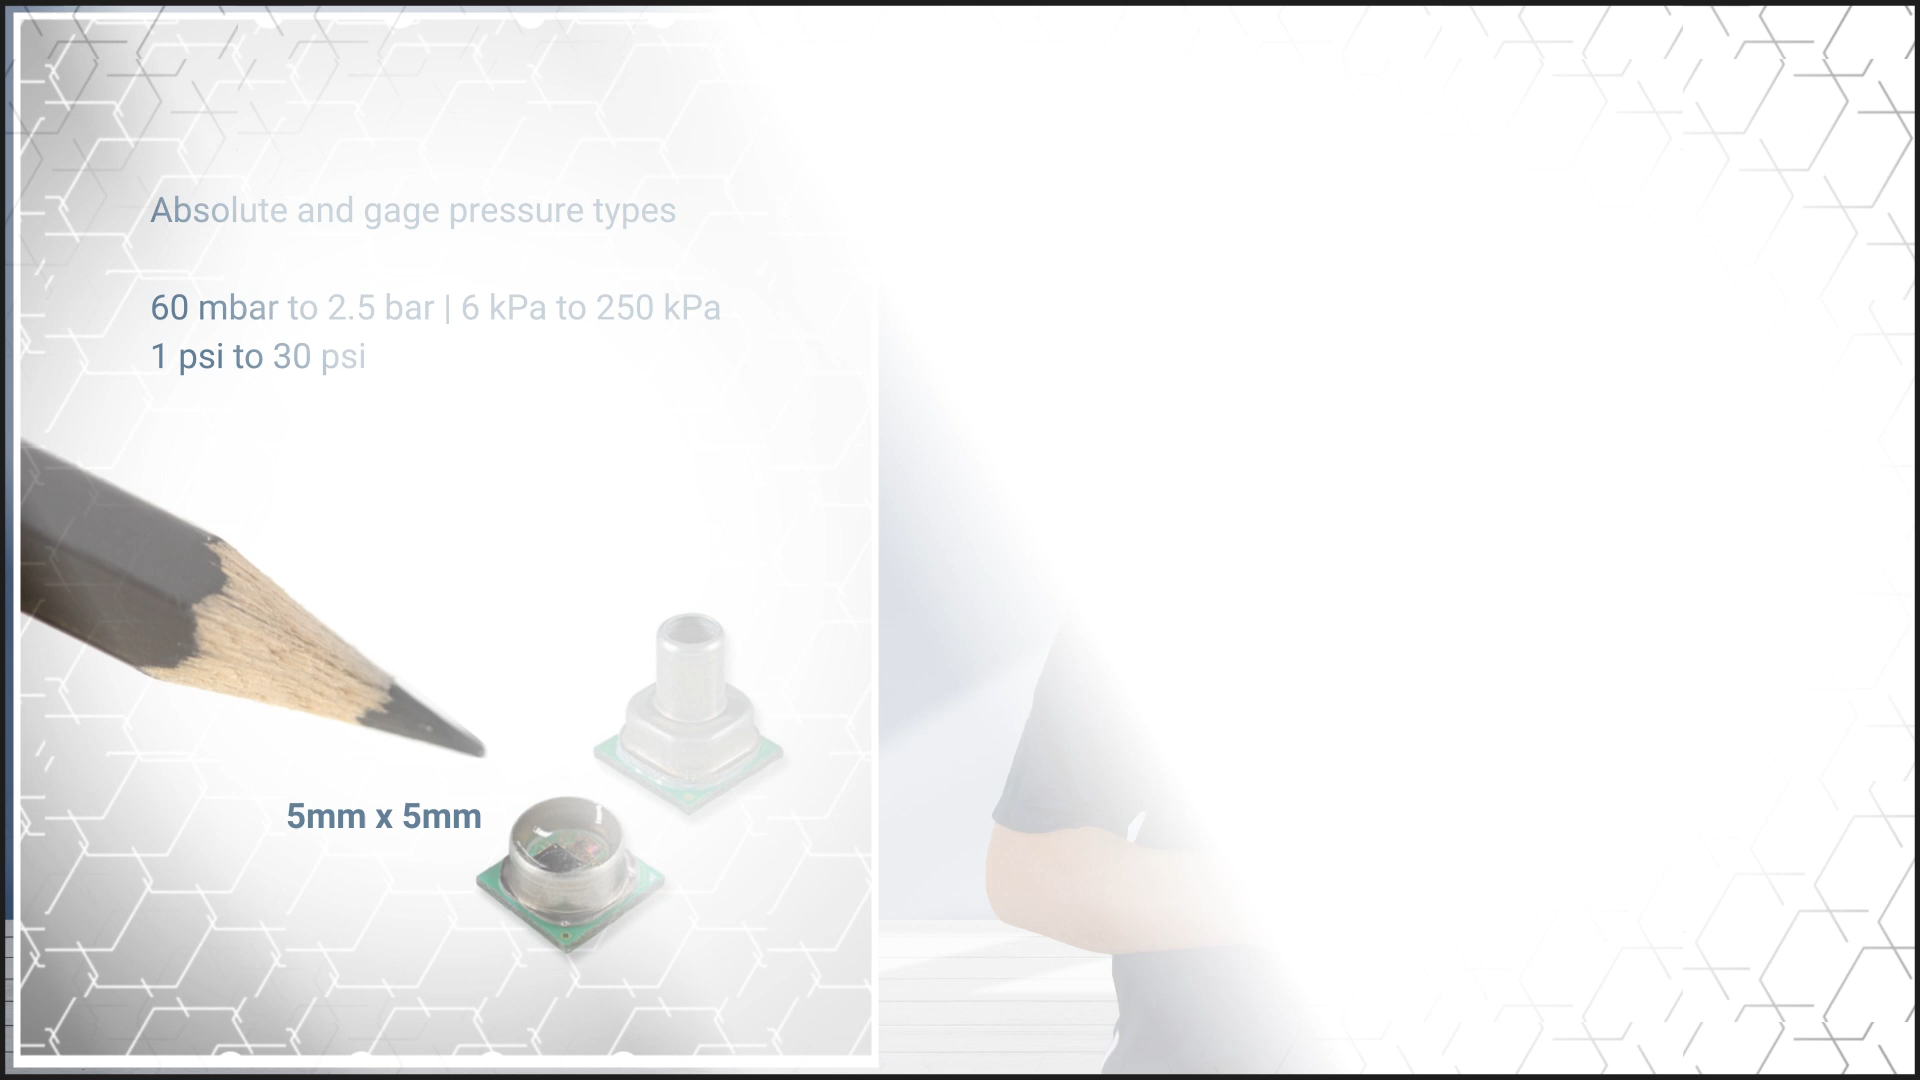 Absolute and gage pressure types
60 mbar to 2.5 bar | 6 kPa to 250 kPa
1 psi to 30 psi
5mm x 5mm